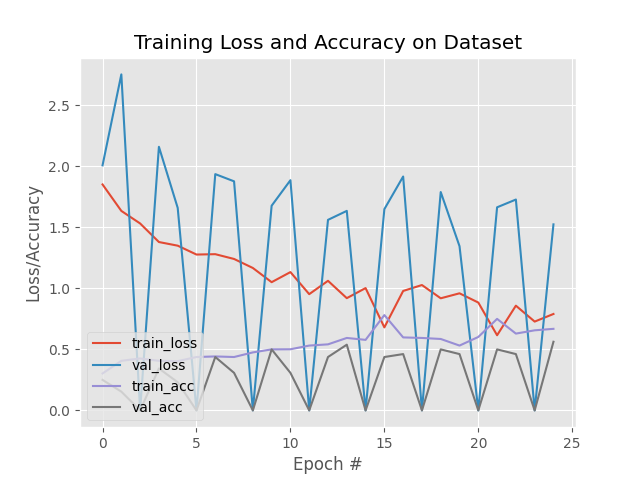 Training Loss and Accuracy on Dataset
Loss/Accuracy
2.5
2.0
1.5
1.0
0.5
0.0
train_loss
val_loss
train_acc
val_acc
0 5 10 15 20 25
Epoch #